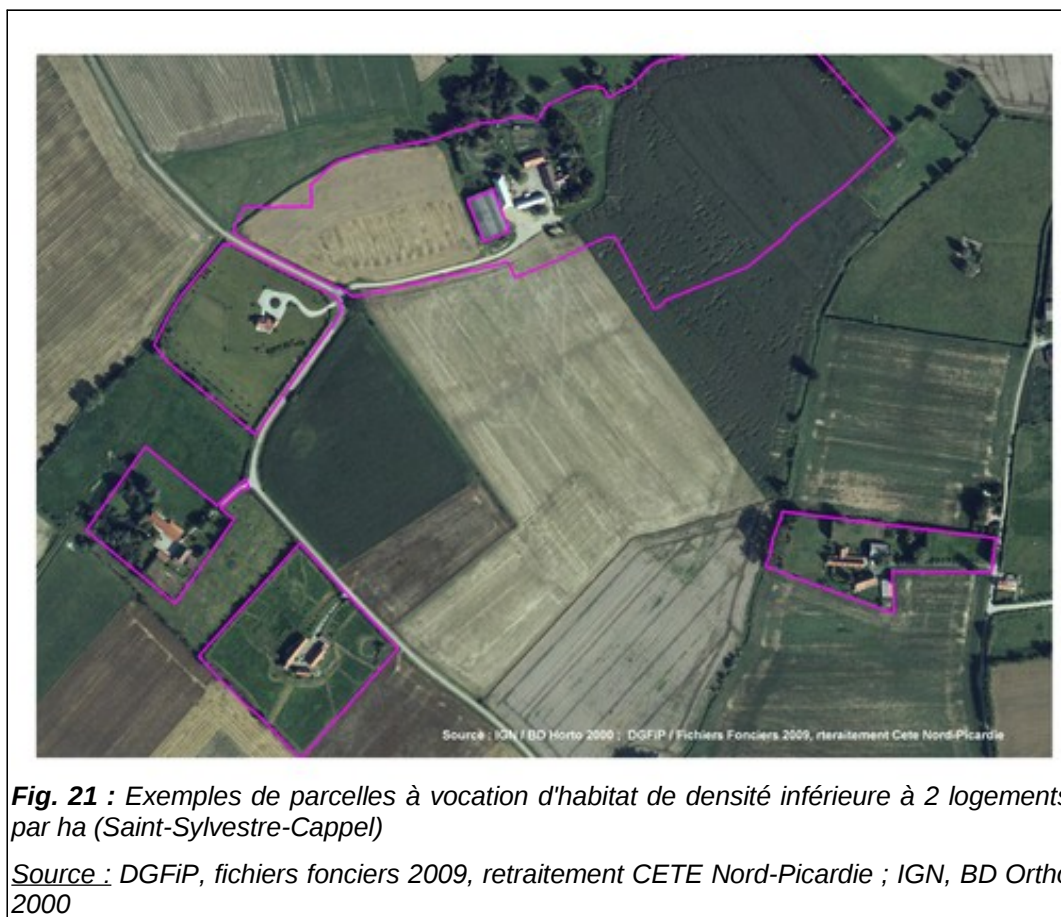 Source : IGN / BD Horto 2000 ; DGFiP / Fichiers Fonciers 2009, rteraitement Cete Nord-Picardie
Fig. 21 : Exemples de parcelles à vocation d'habitat de densité inférieure à 2 logements
par ha (Saint-Sylvestre-Cappel)
Source : DGFiP, fichiers fonciers 2009, retraitement CETE Nord-Picardie ; IGN, BD Ortho
2000